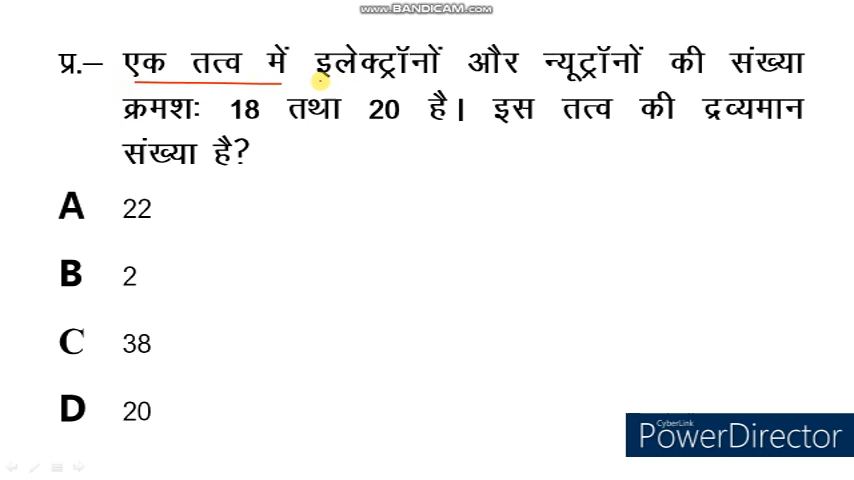 www.BANDICAM.com
प्र.– एक तत्व में इलेक्ट्रॉनों और न्यूट्रॉनों की संख्या
क्रमशः 18 तथा 20 है। इस तत्व की द्रव्यमान
संख्या है?
A 22
B 2
C 38
D 20
CyberLink
PowerDirector